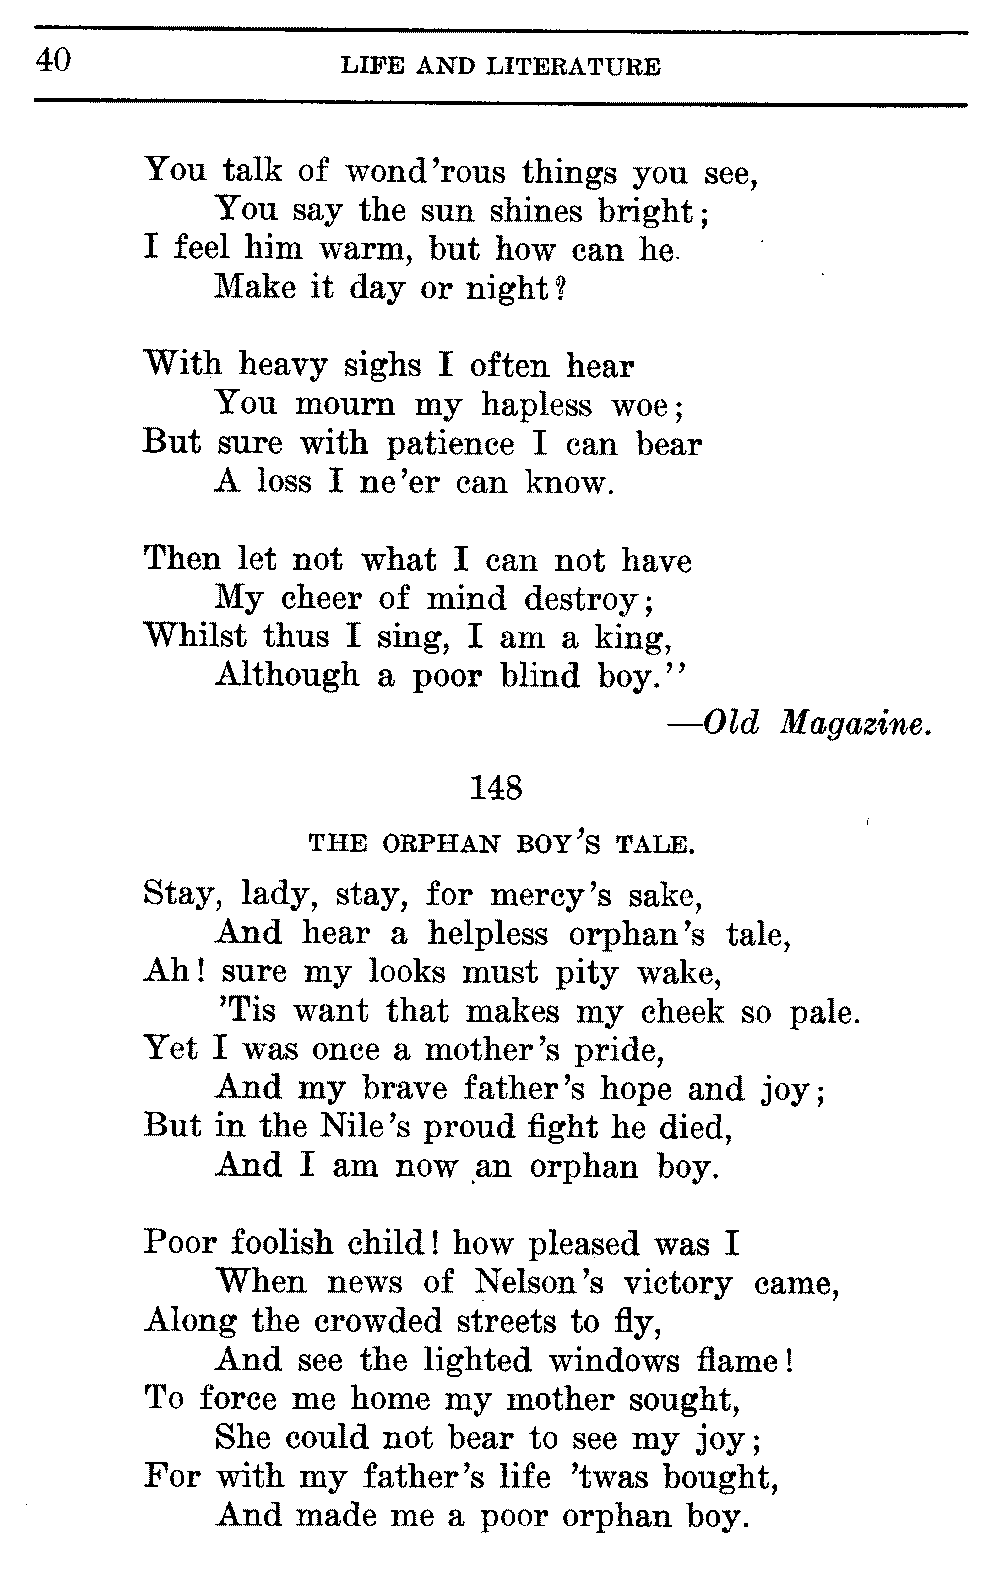 40
LIFE AND LITERATURE
You talk of wond'rous things you see,
You say the sun shines bright;
I feel him warm, but how can he
Make it day or night?
With heavy sighs I often hear
You mourn my hapless woe;
But sure with patience I can bear
A loss I ne'er can know.
Then let not what I can not have
My cheer of mind destroy;
Whilst thus I sing, I am a king,
Although a poor blind boy."
—Old Magazine.
148
THE ORPHAN BOY'S TALE.
Stay, lady, stay, for mercy's sake,
And hear a helpless orphan's tale,
Ah! sure my looks must pity wake,
'Tis want that makes my cheek so pale.
Yet I was once a mother's pride,
And my brave father's hope and joy;
But in the Nile's proud fight he died,
And I am now an orphan boy.
Poor foolish child! how pleased was I
When news of Nelson's victory came,
Along the crowded streets to fly,
And see the lighted windows flame!
To force me home my mother sought,
She could not bear to see my joy;
For with my father's life 'twas bought,
And made me a poor orphan boy.